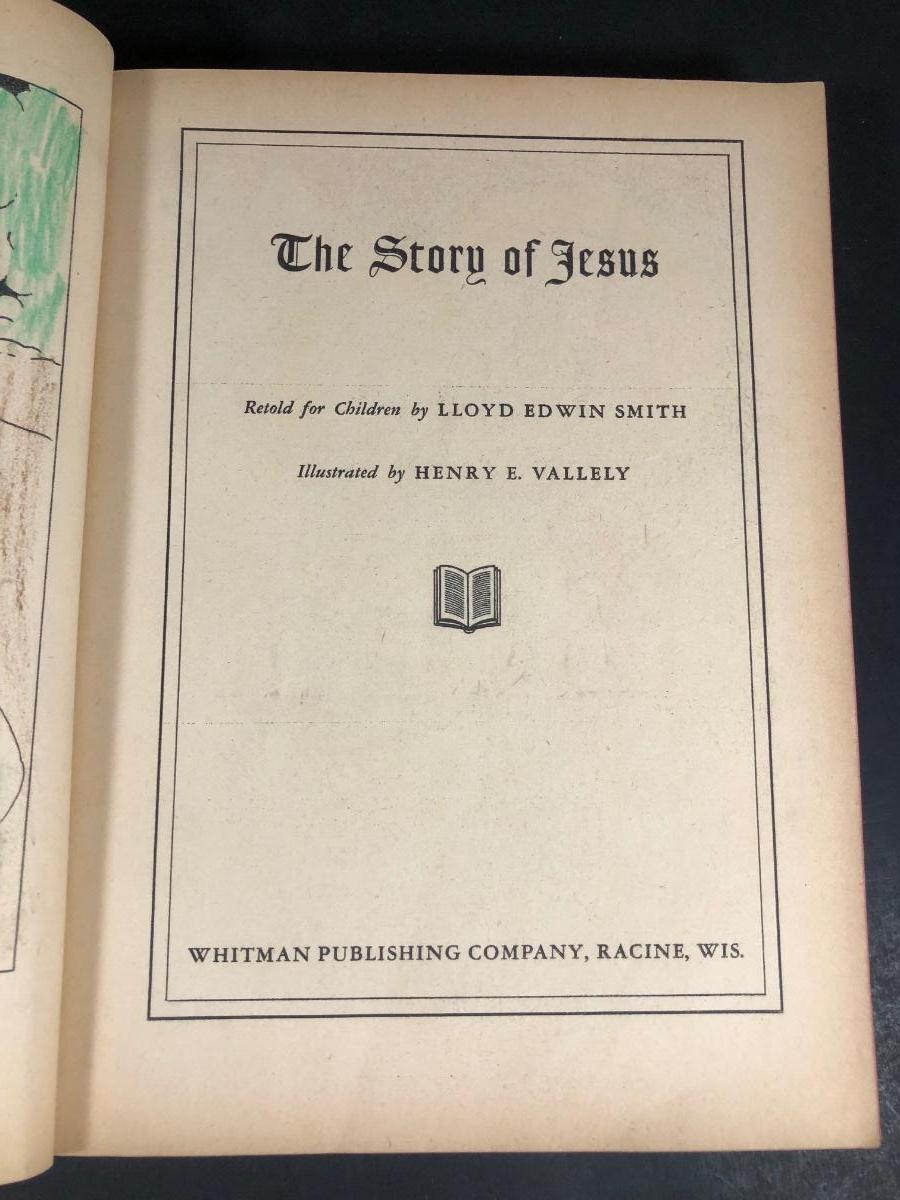 The Story of Jesus
Retold for Children by LLOYD EDWIN SMITH
Illustrated by HENRY E. VALLELY
WHITMAN PUBLISHING COMPANY, RACINE, WIS.